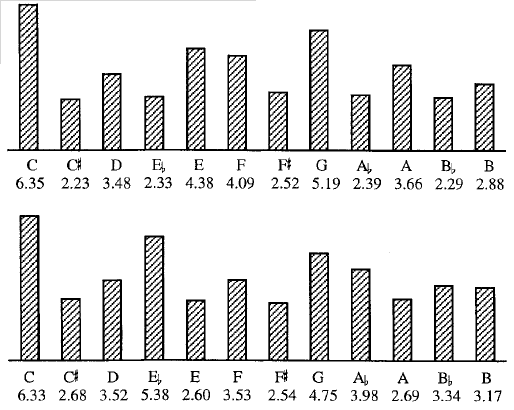 C C♯ D E♭ E F F♯ G A♭ A B♭ B
6.35 2.23 3.48 2.33 4.38 4.09 2.52 5.19 2.39 3.66 2.29 2.88
C C♯ D E♭ E F F♯ G A♭ A B♭ B
6.33 2.68 3.52 5.38 2.60 3.53 2.54 4.75 3.98 2.69 3.34 3.17